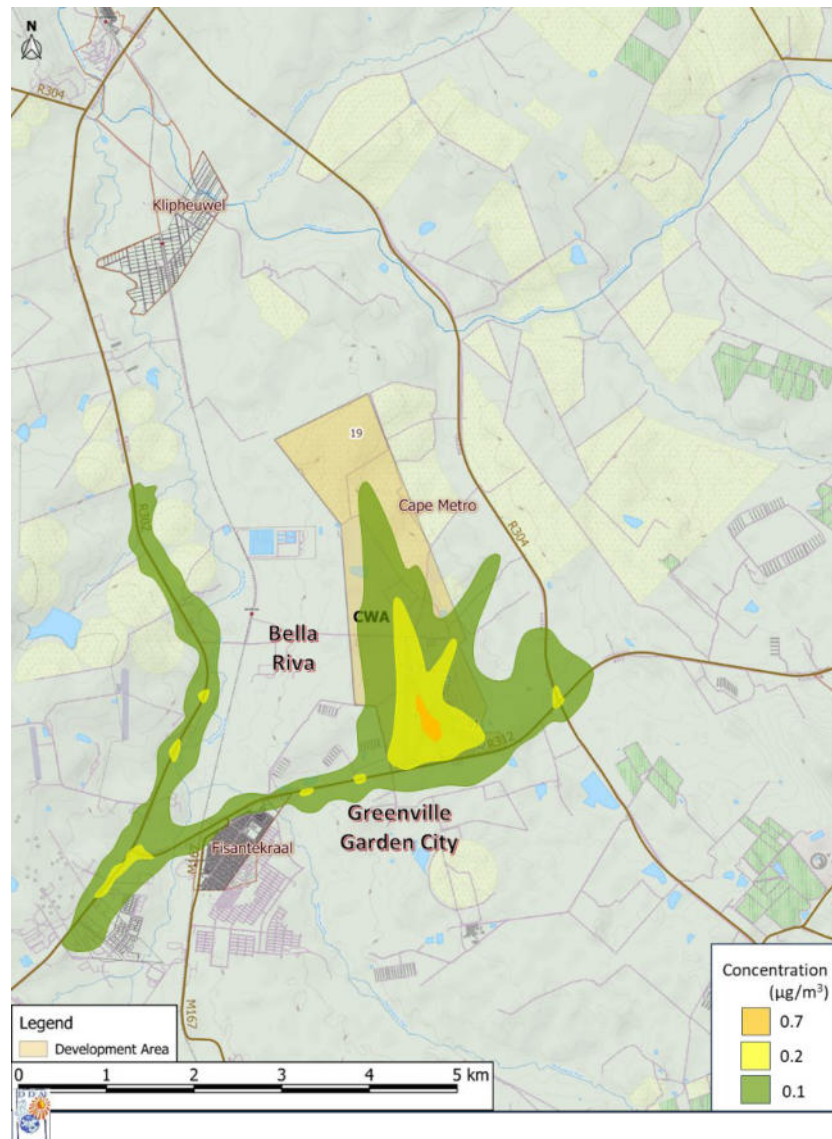 N
R304
Klipheuwel
19
Cape Metro
R302
R304
CWA
Bella
Riva
R312
Greenville
Garden City
Fisantekraal
M167
M167
Concentration
(µg/m³)
0.7
0.2
0.1
Legend
Development Area
0 1 2 3 4 5 km
DDA